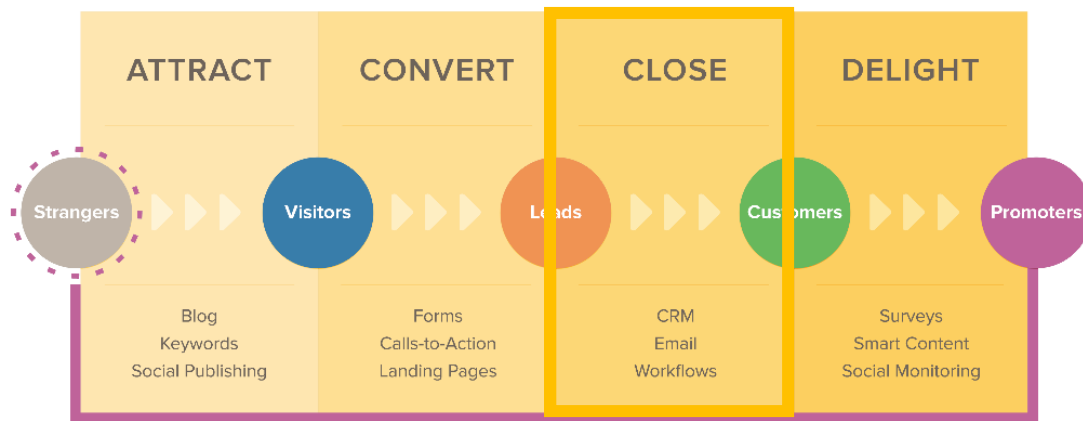 ATTRACT
CONVERT
CLOSE
DELIGHT
Strangers
Visitors
Leads
Customers
Promoters
Blog
Keywords
Social Publishing
Forms
Calls-to-Action
Landing Pages
CRM
Email
Workflows
Surveys
Smart Content
Social Monitoring